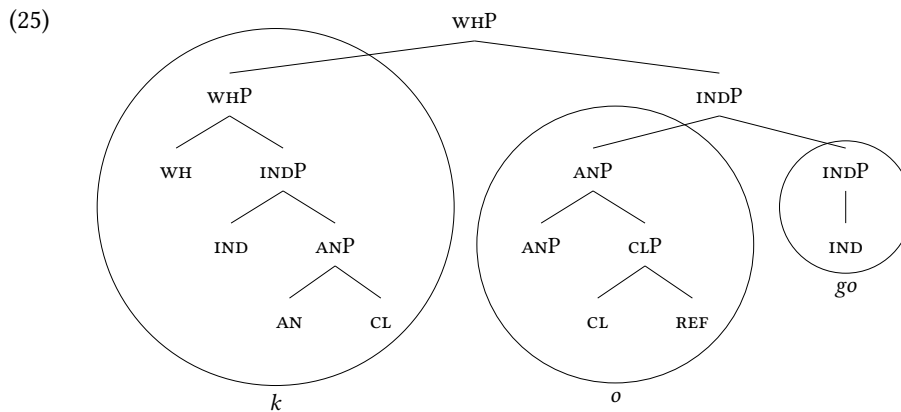 (25)
WHP
WHP INDP
WH INDP ANP INDP
IND ANP ANP CLP IND
AN CL CL REF
go
k o